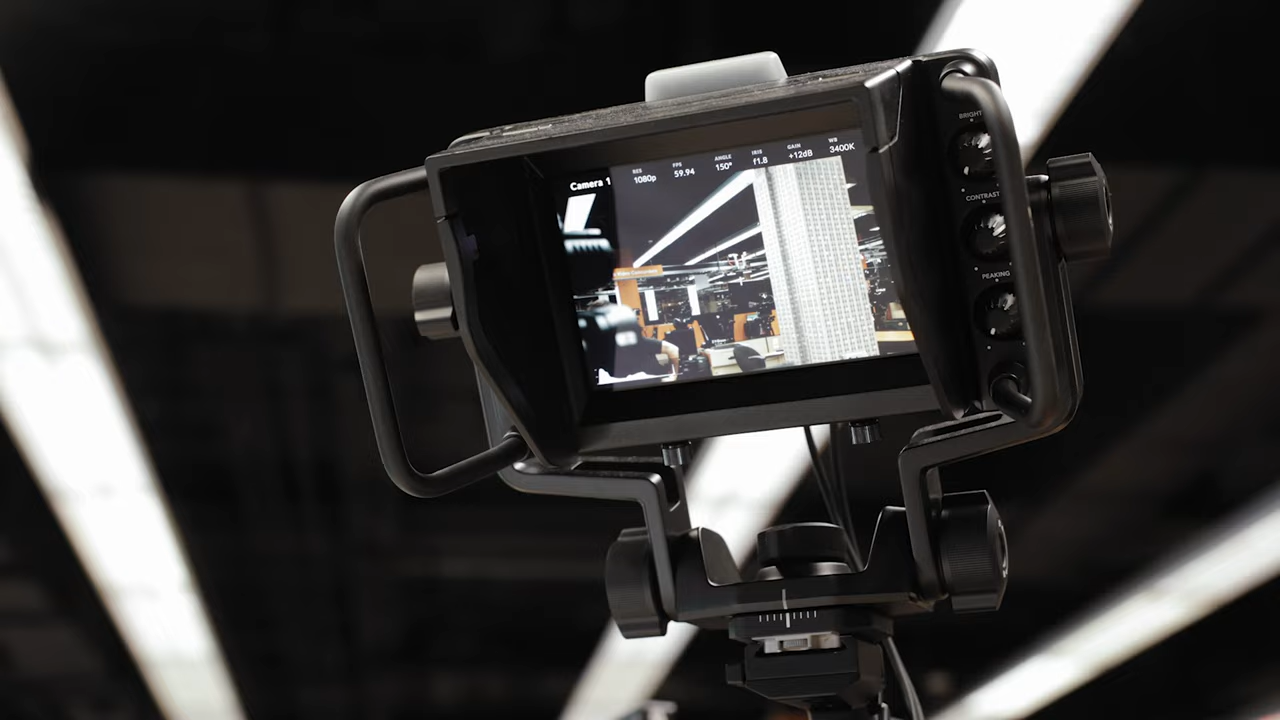 Camera 1
RES
1080p
FPS
59.94
ANGLE
150°
IRIS
f1.8
GAIN
+12dB
WB
3400K
BRIGHT
CONTRAST
PEAKING